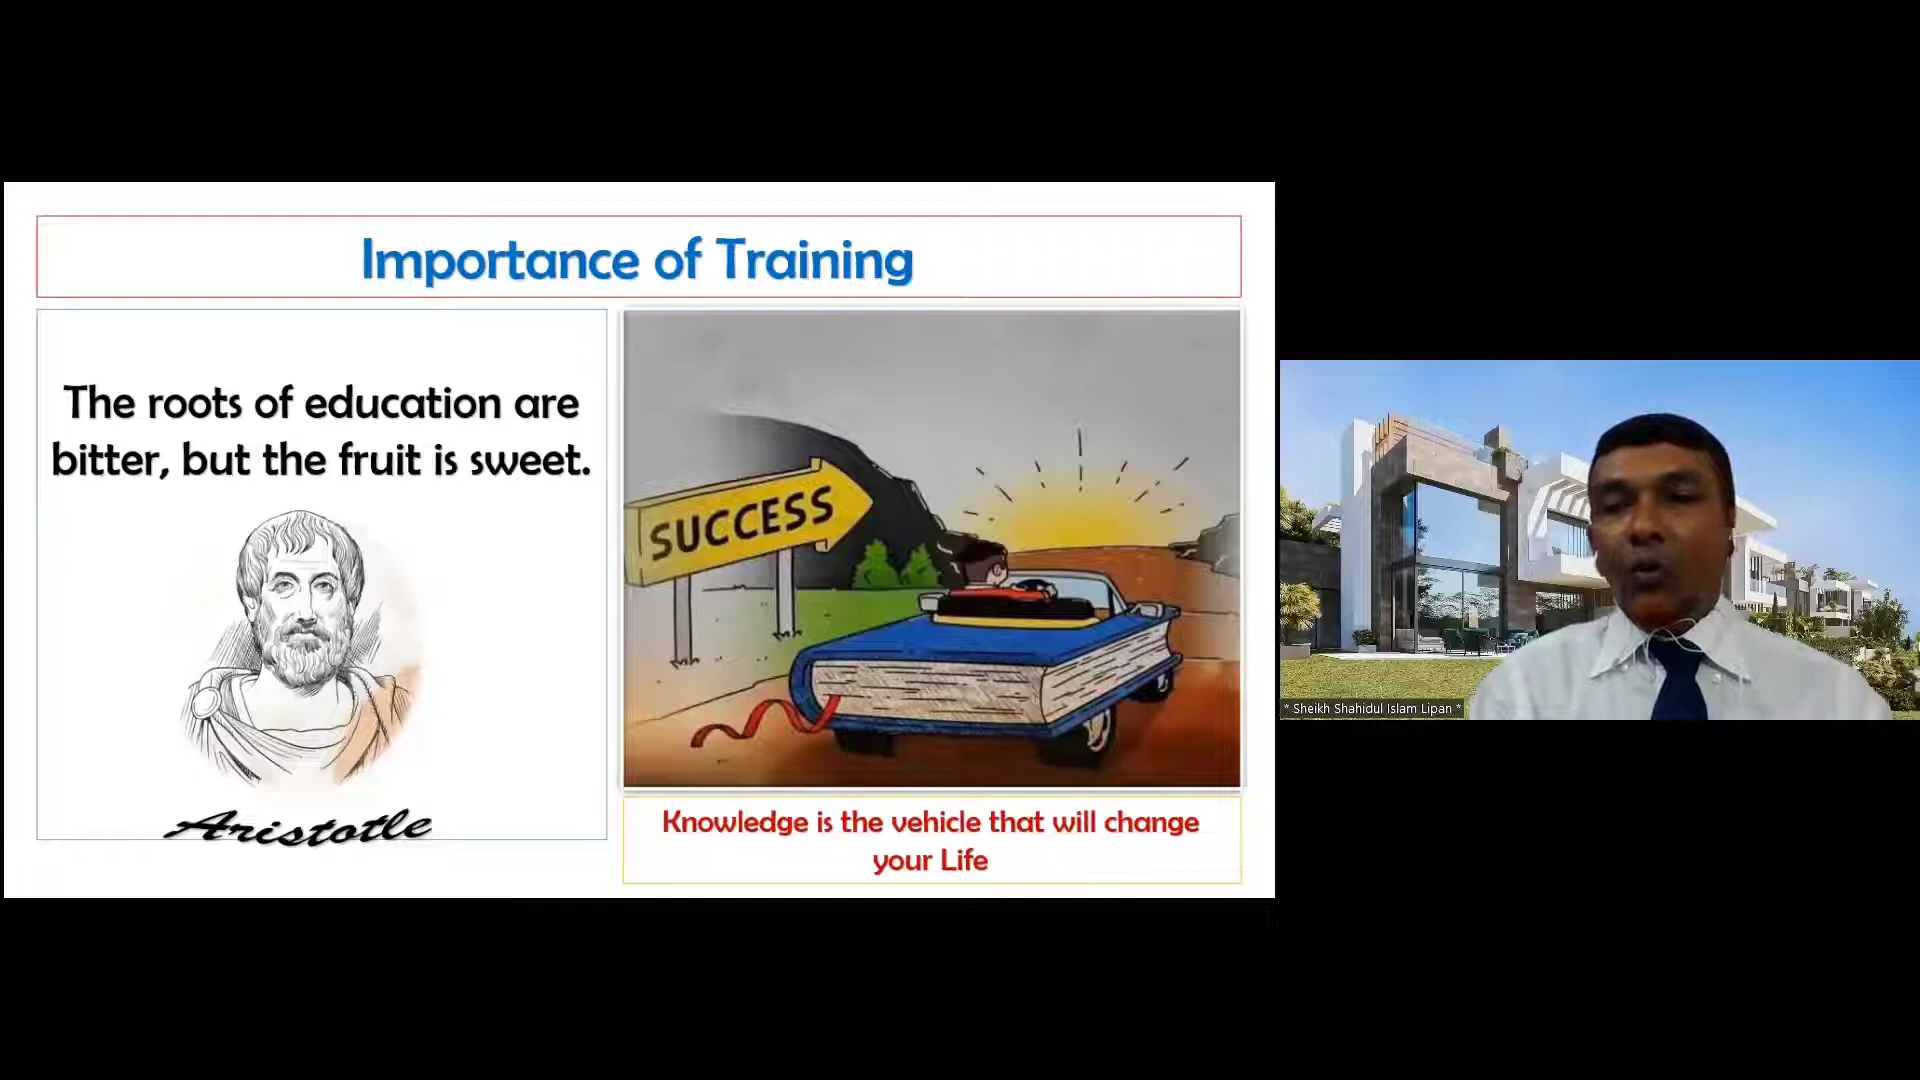 Importance of Training
The roots of education are
bitter, but the fruit is sweet.
Aristotle
SUCCESS
Knowledge is the vehicle that will change
your Life
* Sheikh Shahidul Islam Lipan *